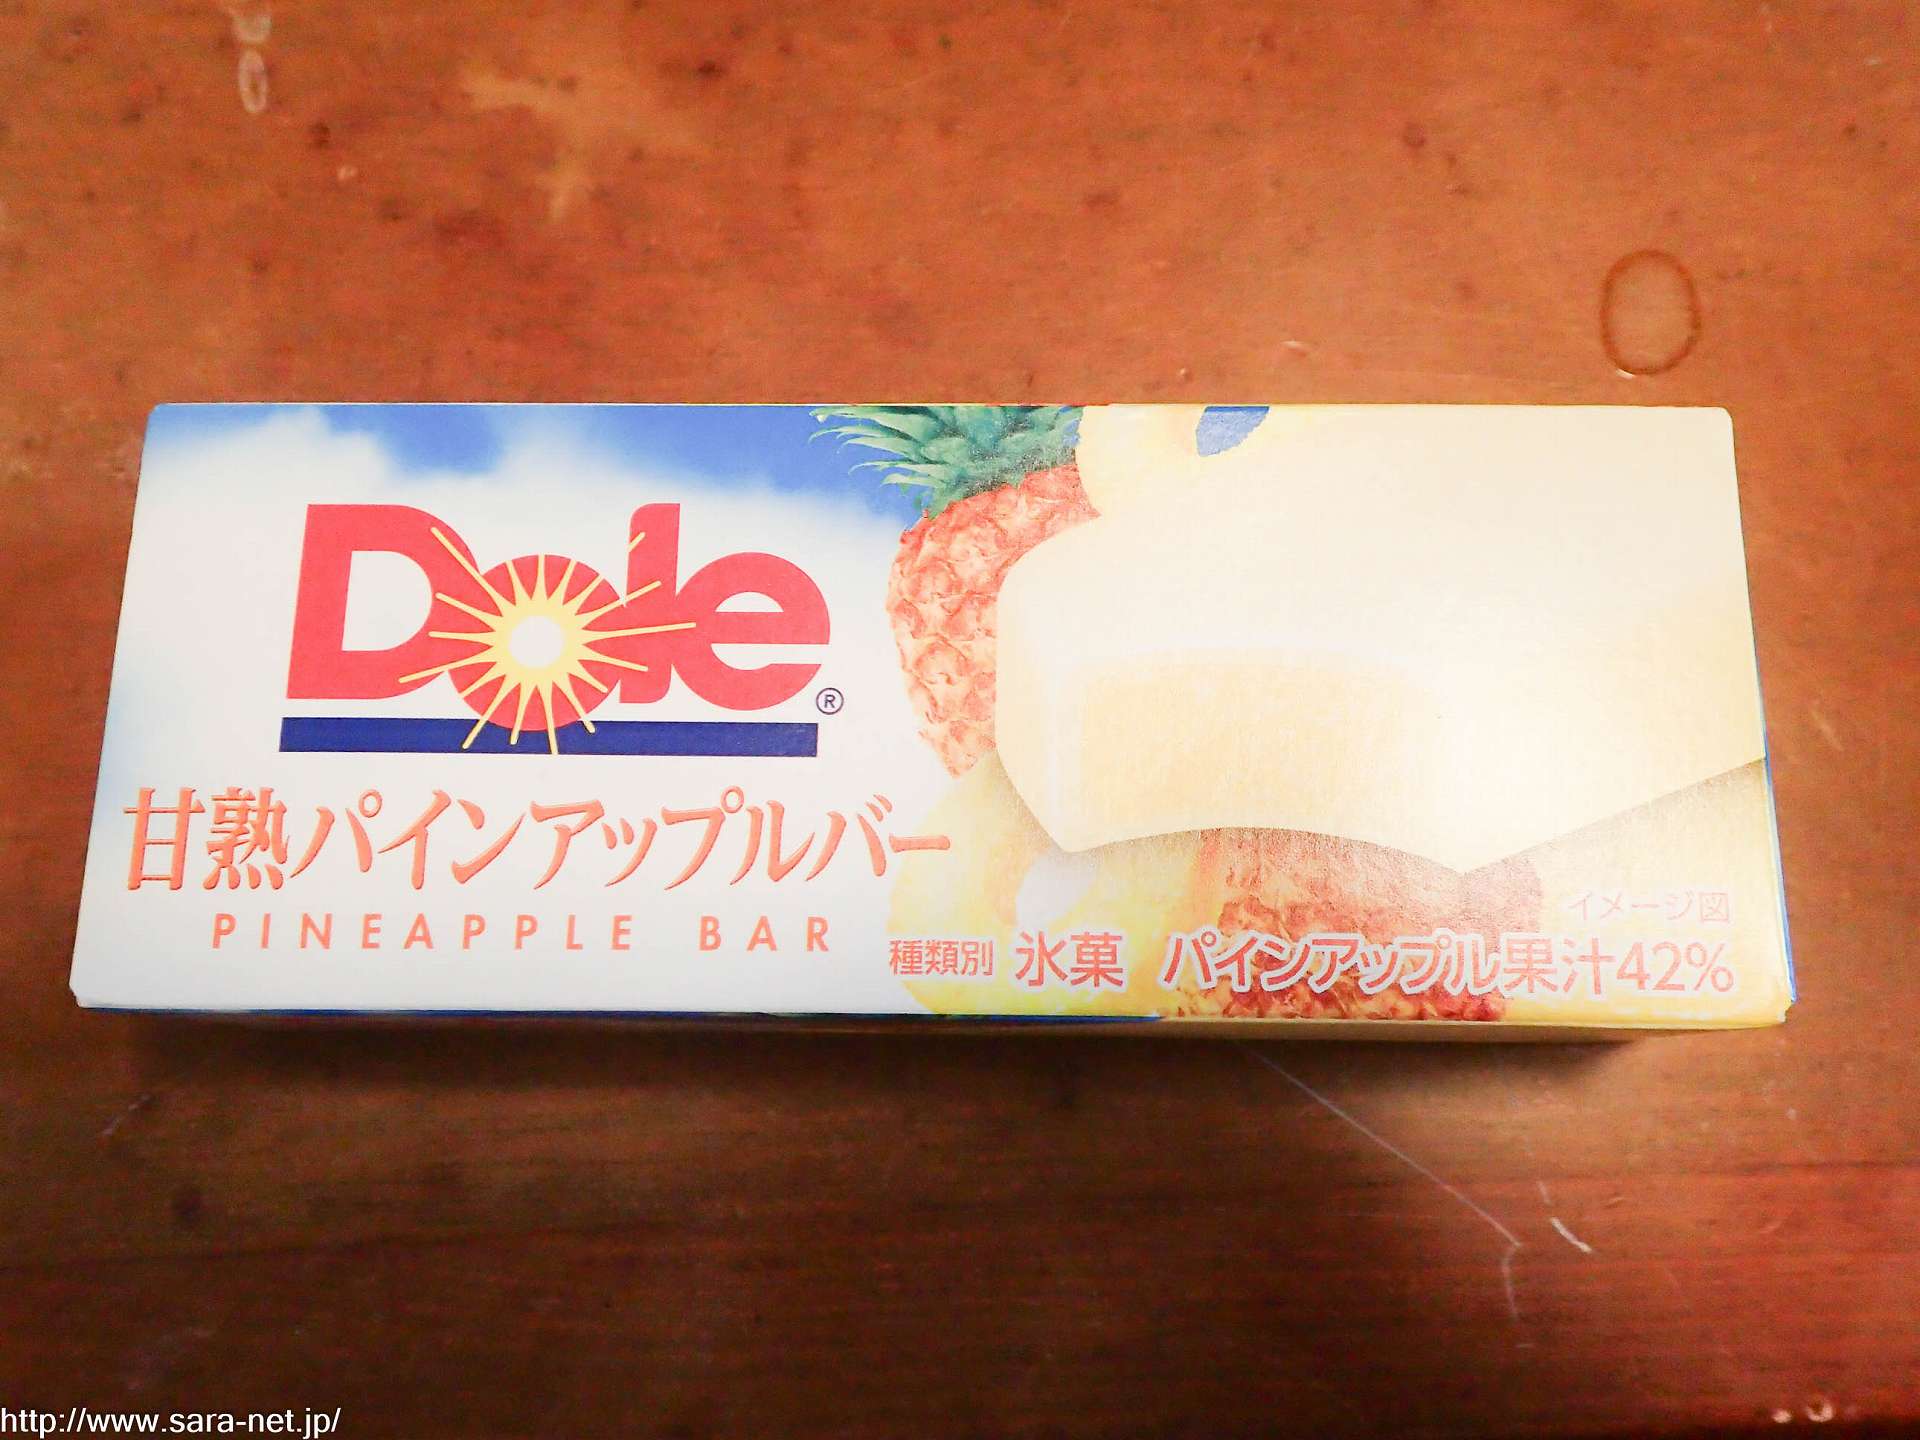 Dole
®
甘熟パインアップルバー
PINEAPPLE BAR
イメージ図
種類別 氷菓 パインアップル果汁42%
http://www.sara-net.jp/